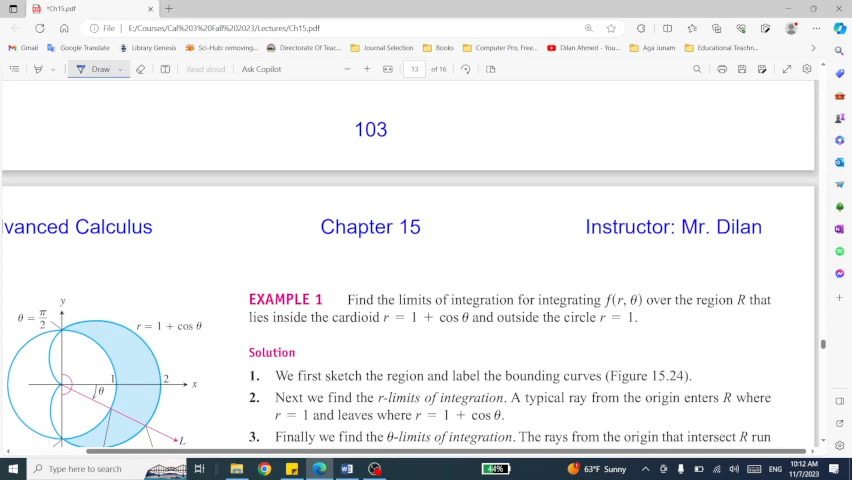 *Ch15.pdf
File
E:/Courses/Cal%203%20Fall%202023/Lectures/Ch15.pdf
Gmail
Google Translate
Library Genesis
Sci-Hub: removing...
Directorate Of Teac...
Journal Selection
Books
Computer Pro, Free...
Dilan Ahmed - You...
Aga Junam
Educational Teachn...
Draw
Read aloud
Ask Copilot
13 of 16
103
dvanced Calculus
Chapter 15
Instructor: Mr. Dilan
EXAMPLE 1 Find the limits of integration for integrating f(r, θ) over the region R that
lies inside the cardioid r = 1 + cos θ and outside the circle r = 1.
Solution
1. We first sketch the region and label the bounding curves (Figure 15.24).
2. Next we find the r-limits of integration. A typical ray from the origin enters R where
r = 1 and leaves where r = 1 + cos θ.
3. Finally we find the θ-limits of integration. The rays from the origin that intersect R run
y
θ = π/2
r = 1 + cos θ
1
2
x
θ
L
Type here to search
44%
63°F Sunny
ENG
10:12 AM
11/7/2023